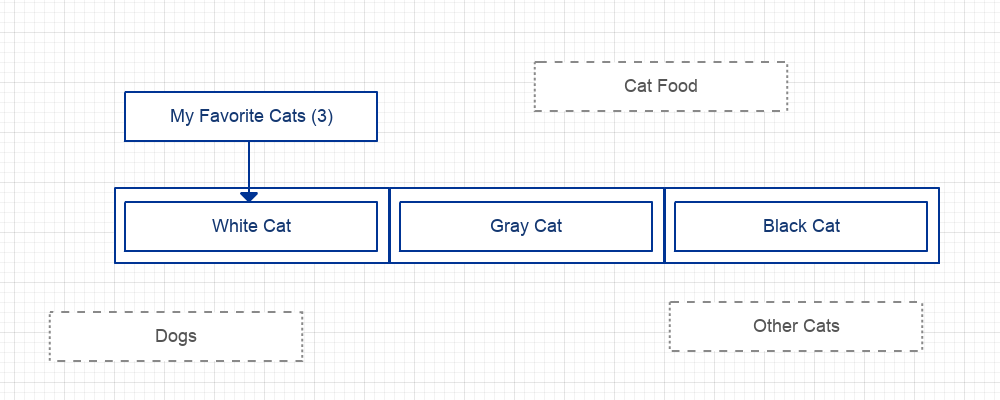 Cat Food
My Favorite Cats (3)
White Cat
Gray Cat
Black Cat
Dogs
Other Cats